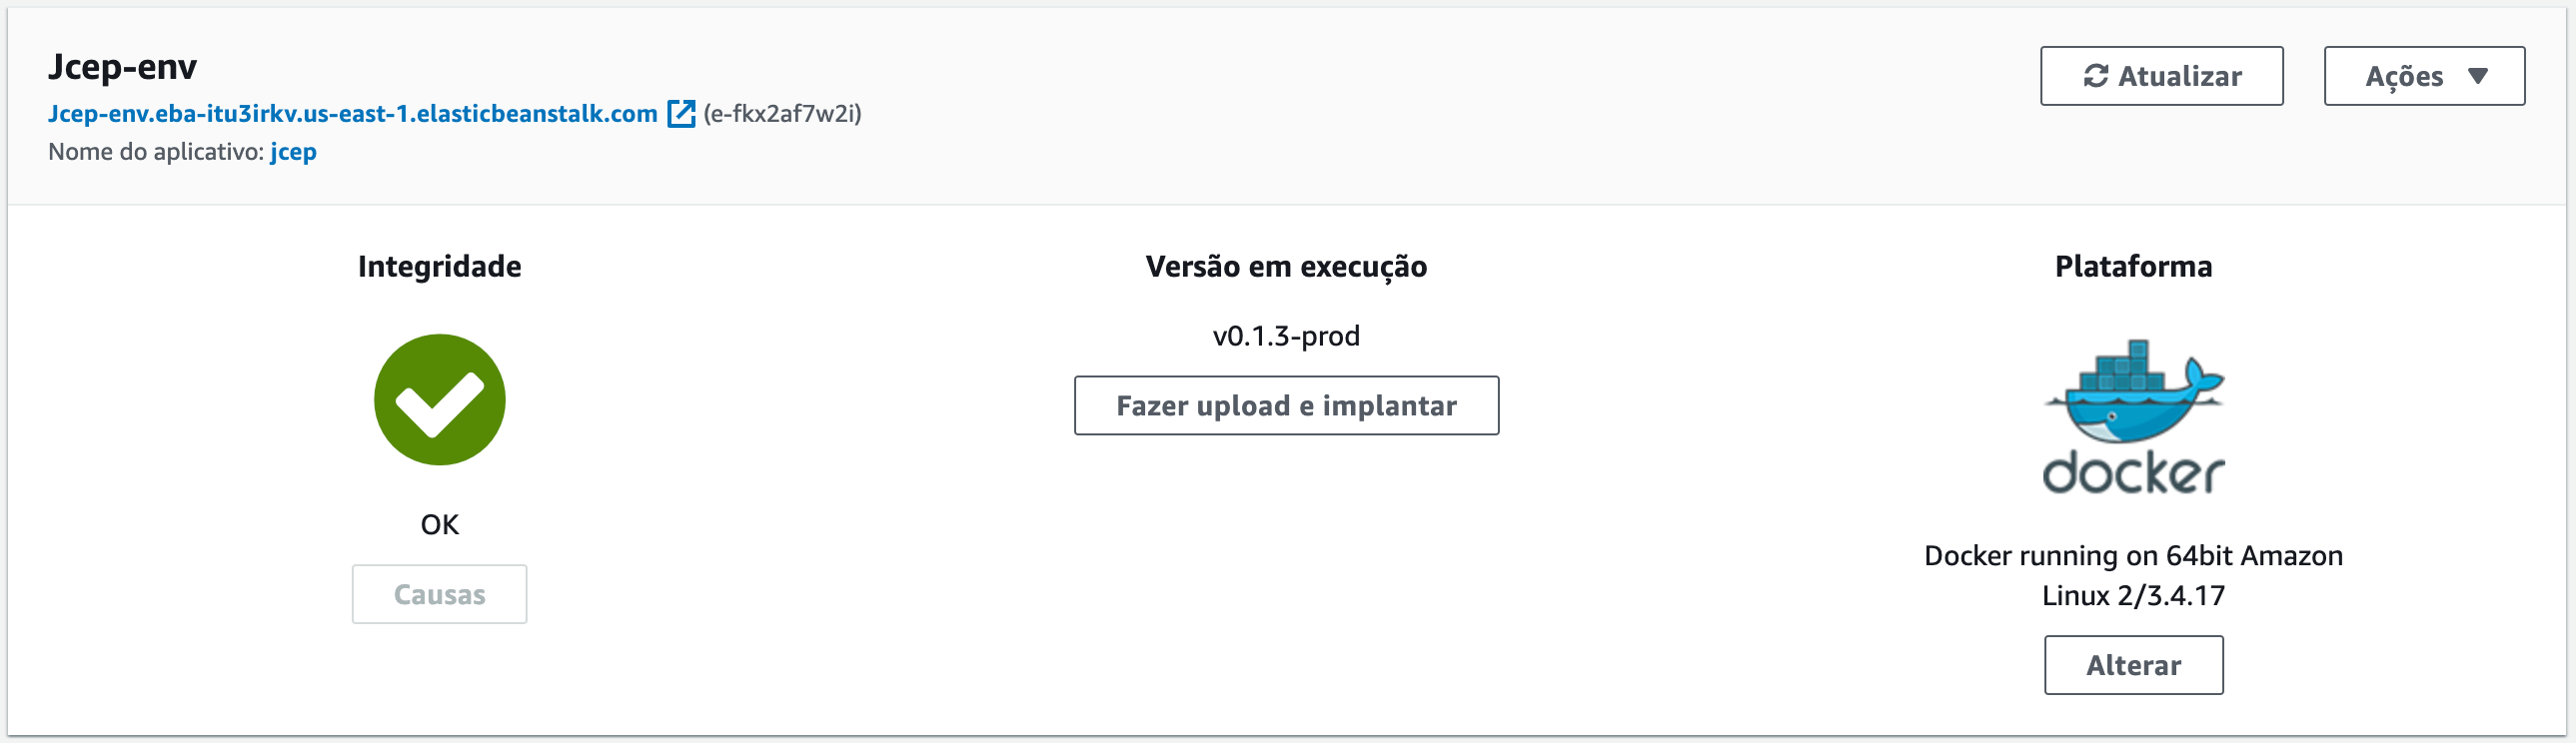 Jcep-env
Jcep-env.eba-itu3irkv.us-east-1.elasticbeanstalk.com (e-fkx2af7w2i)
Nome do aplicativo: jcep
Atualizar
Ações
Integridade
OK
Causas
Versão em execução
v0.1.3-prod
Fazer upload e implantar
Plataforma
docker
Docker running on 64bit Amazon
Linux 2/3.4.17
Alterar